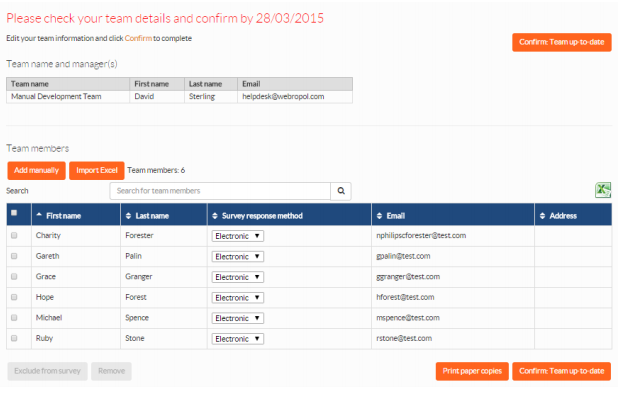 Please check your team details and confirm by 28/03/2015
Edit your team information and click Confirm to complete
Confirm: Team up-to-date
Team name and manager(s)
Team name First name Last name Email
Manual Development Team David Sterling helpdesk@webropol.com
Team members
Add manually Import Excel Team members: 6
Search Search for team members
First name Last name Survey response method Email Address
Charity Forester Electronic nphilipscforester@test.com
Gareth Palin Electronic gpalin@test.com
Grace Granger Electronic ggranger@test.com
Hope Forest Electronic hforest@test.com
Michael Spence Electronic mspence@test.com
Ruby Stone Electronic rstone@test.com
Exclude from survey Remove Print paper copies Confirm: Team up-to-date